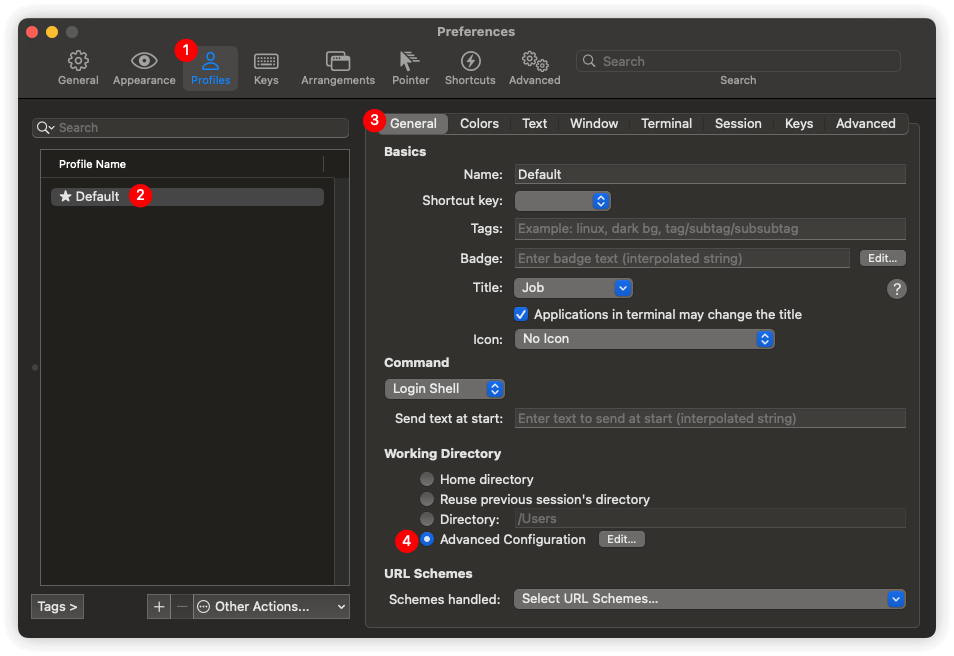 Preferences
1
General Appearance Profiles Keys Arrangements Pointer Shortcuts Advanced
Search
Search
Search
Profile Name
Default 2
Tags >
+ − Other Actions...
3 General Colors Text Window Terminal Session Keys Advanced
Basics
Name: Default
Shortcut key:
Tags: Example: linux, dark bg, tag/subtag/subsubtag
Badge: Enter badge text (interpolated string) Edit...
Title: Job ?
Applications in terminal may change the title
Icon: No Icon
Command
Login Shell
Send text at start: Enter text to send at start (interpolated string)
Working Directory
Home directory
Reuse previous session's directory
Directory: /Users
4 Advanced Configuration Edit...
URL Schemes
Schemes handled: Select URL Schemes...